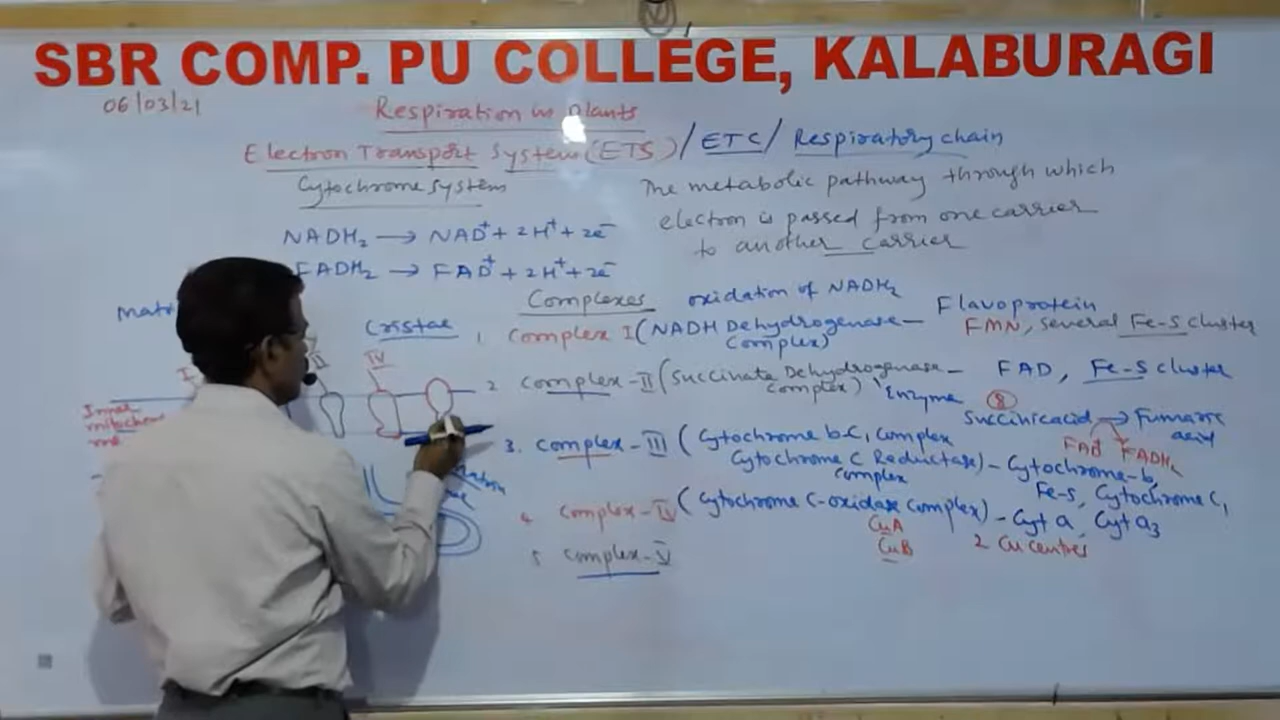 SBR COMP. PU COLLEGE, KALABURAGI
06/03/21
Respiration in plants
Electron Transport System (ETS) / ETC / Respiratory chain
Cytochrome System
The metabolic pathway through which
electron is passed from one carrier
to another carrier
NADH₂ → NAD⁺ + 2H⁺ + 2e⁻
FADH₂ → FAD⁺ + 2H⁺ + 2e⁻
Complexes
oxidation of NADH₂
Cristae
1, Complex I (NADH Dehydrogenase –
Complex)
Flavoprotein
FMN, several Fe-S cluster
2 Complex-II (Succinate Dehydrogenase –
Complex)
Enzyme
FAD, Fe-S cluster
Succinic acid → Fumaric
acid
FAD FADH₂
3. Complex-III (Cytochrome b-C₁ Complex
Cytochrome C Reductase) – Cytochrome-b,
Complex
Fe-S, Cytochrome C₁
4 Complex-IV (Cytochrome C-oxidase Complex) – Cyt a, Cyt a₃
CuA
CuB
2 Cu centres
5 Complex-V
I
II
IV
Inner